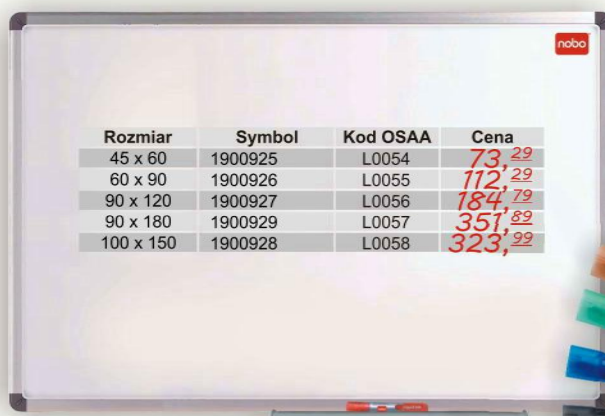 nobo
Rozmiar Symbol Kod OSAA Cena
45 x 60 1900925 L0054 73,29
60 x 90 1900926 L0055 112,29
90 x 120 1900927 L0056 184,79
90 x 180 1900929 L0057 351,89
100 x 150 1900928 L0058 323,99